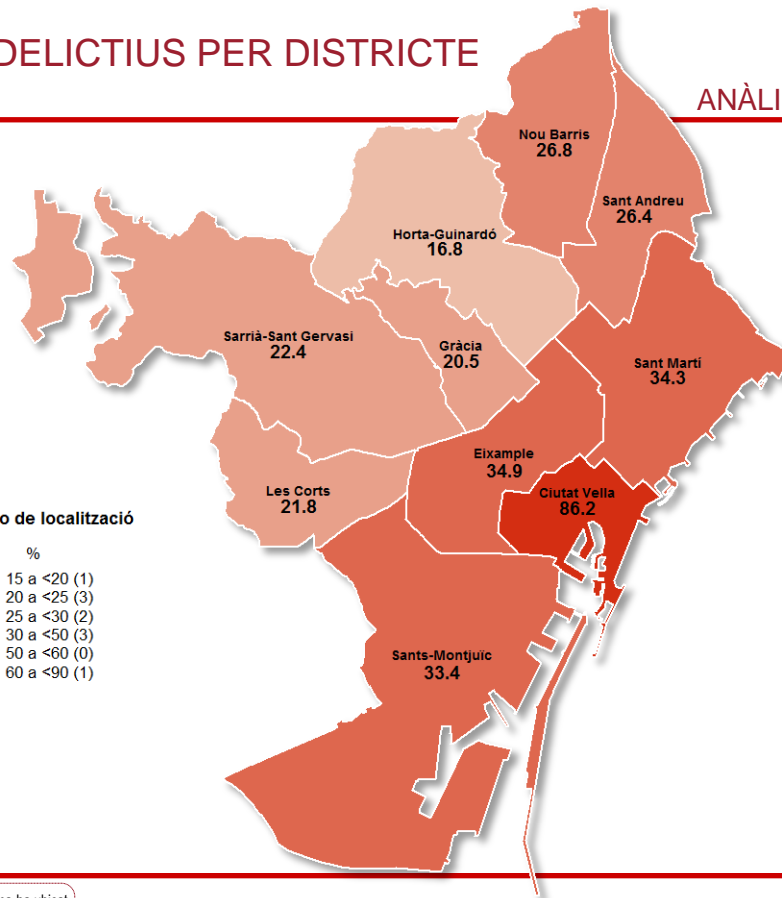 DELICTIUS PER DISTRICTE
ANÀLI
Nou Barris
26.8
Sant Andreu
26.4
Horta-Guinardó
16.8
Sarrià-Sant Gervasi
22.4
Gràcia
20.5
Sant Martí
34.3
Eixample
34.9
Les Corts
21.8
Ciutat Vella
86.2
o de localització
%
15 a <20 (1)
20 a <25 (3)
25 a <30 (2)
30 a <50 (3)
50 a <60 (0)
60 a <90 (1)
Sants-Montjuïc
33.4